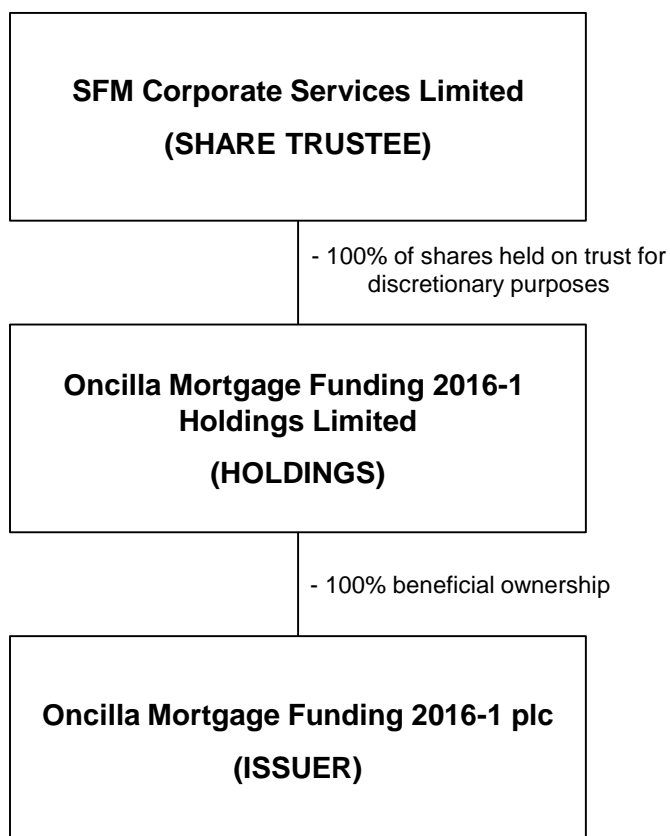 SFM Corporate Services Limited
(SHARE TRUSTEE)
- 100% of shares held on trust for
discretionary purposes
Oncilla Mortgage Funding 2016-1
Holdings Limited
(HOLDINGS)
- 100% beneficial ownership
Oncilla Mortgage Funding 2016-1 plc
(ISSUER)